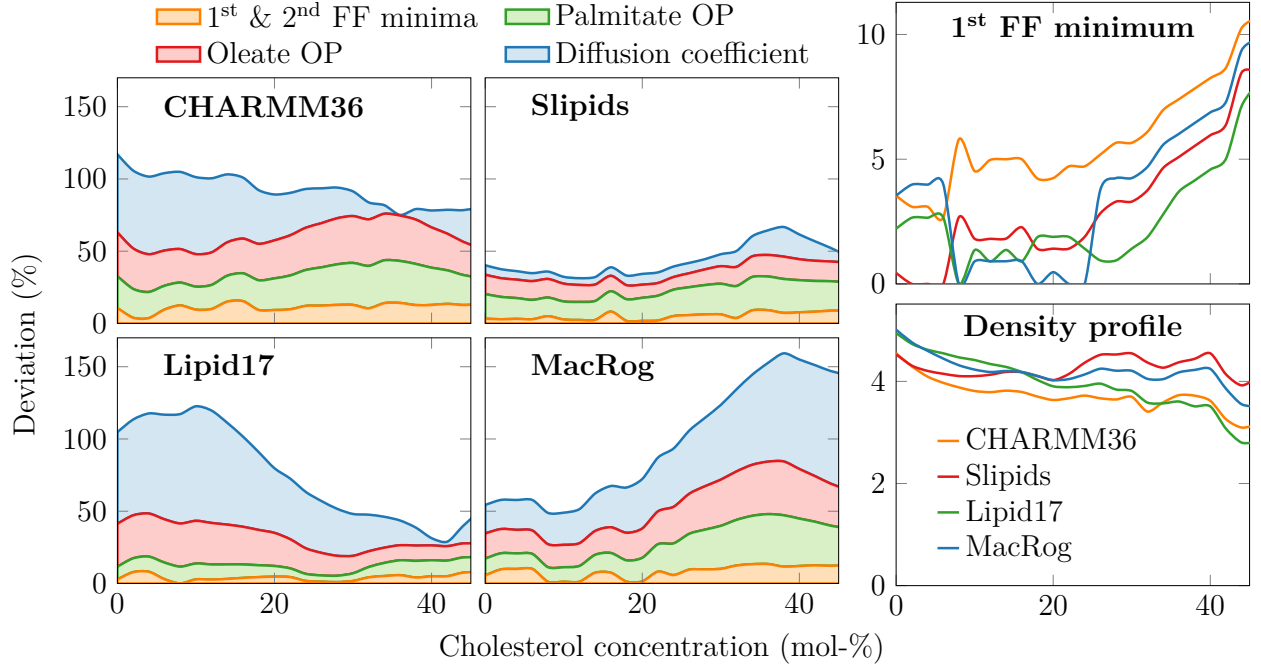 1st & 2nd FF minima
Palmitate OP
Oleate OP
Diffusion coefficient
CHARMM36
Slipids
150
100
50
0
Lipid17
MacRog
150
100
50
0
0
20
40
0
20
40
Deviation (%)
Cholesterol concentration (mol-%)
1st FF minimum
10
5
0
Density profile
4
2
0
CHARMM36
Slipids
Lipid17
MacRog
0
20
40